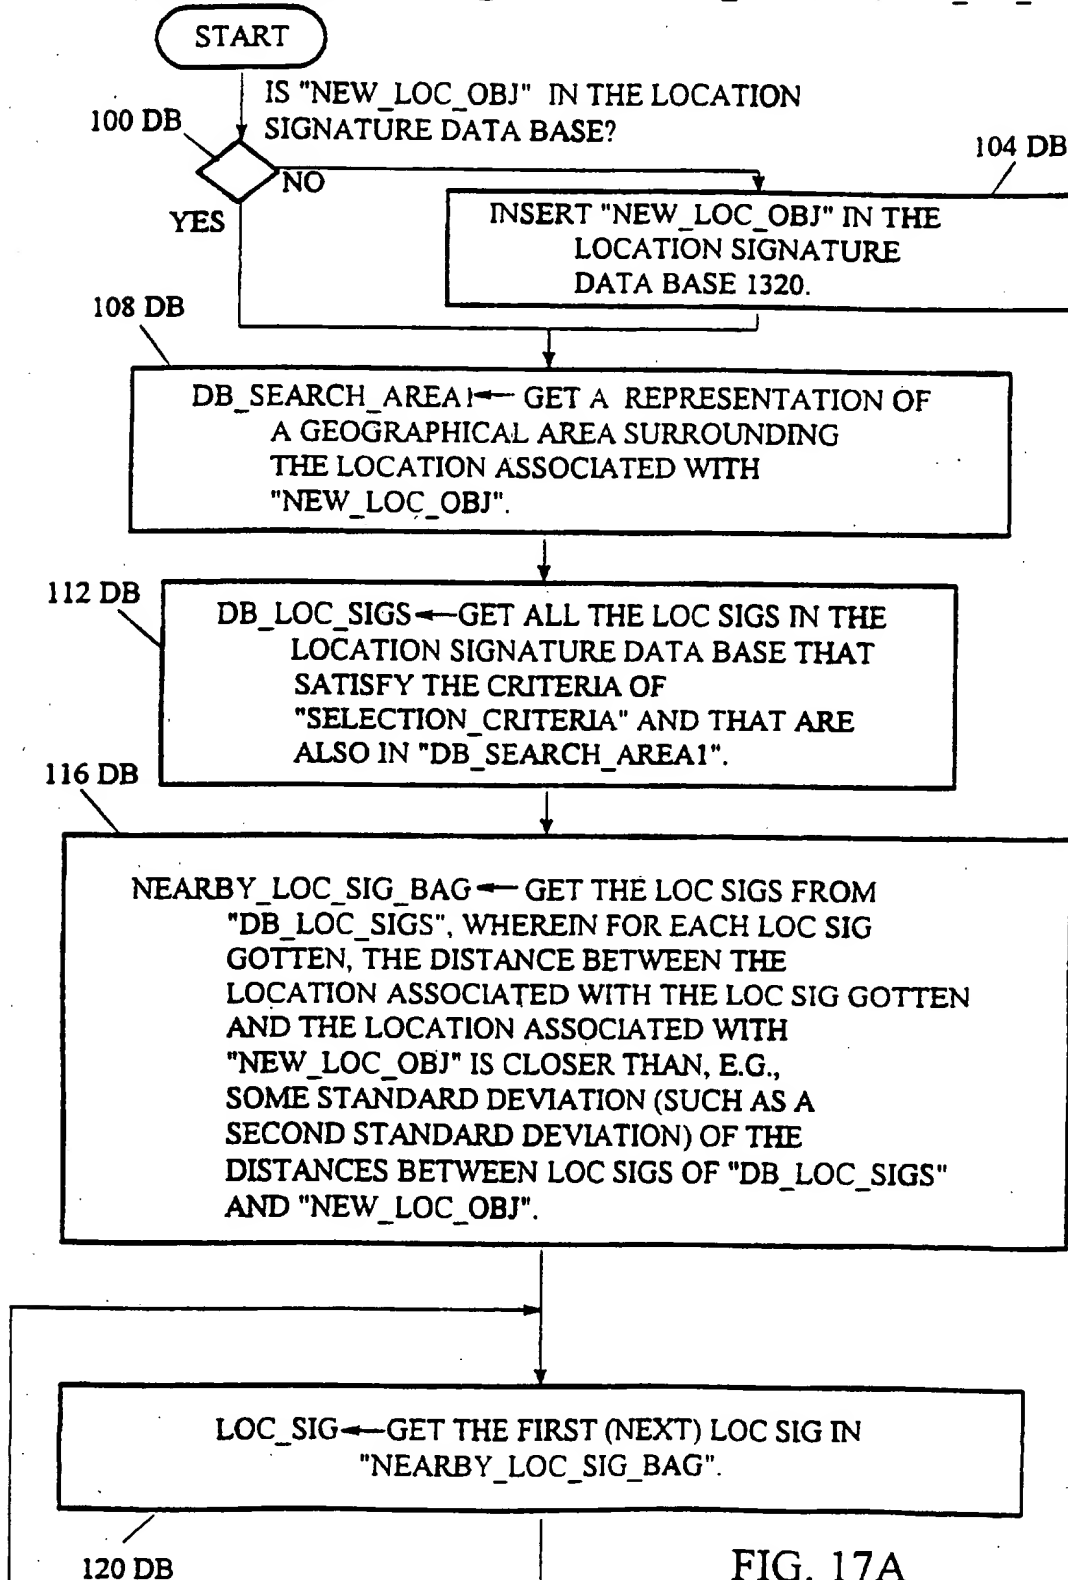 START
IS "NEW_LOC_OBJ" IN THE LOCATION
SIGNATURE DATA BASE?
100 DB
NO
YES
104 DB
INSERT "NEW_LOC_OBJ" IN THE
LOCATION SIGNATURE
DATA BASE 1320.
108 DB
DB_SEARCH_AREA1← GET A REPRESENTATION OF
A GEOGRAPHICAL AREA SURROUNDING
THE LOCATION ASSOCIATED WITH
"NEW_LOC_OBJ".
112 DB
DB_LOC_SIGS←GET ALL THE LOC SIGS IN THE
LOCATION SIGNATURE DATA BASE THAT
SATISFY THE CRITERIA OF
"SELECTION_CRITERIA" AND THAT ARE
ALSO IN "DB_SEARCH_AREA1".
116 DB
NEARBY_LOC_SIG_BAG← GET THE LOC SIGS FROM
"DB_LOC_SIGS", WHEREIN FOR EACH LOC SIG
GOTTEN, THE DISTANCE BETWEEN THE
LOCATION ASSOCIATED WITH THE LOC SIG GOTTEN
AND THE LOCATION ASSOCIATED WITH
"NEW_LOC_OBJ" IS CLOSER THAN, E.G.,
SOME STANDARD DEVIATION (SUCH AS A
SECOND STANDARD DEVIATION) OF THE
DISTANCES BETWEEN LOC SIGS OF "DB_LOC_SIGS"
AND "NEW_LOC_OBJ".
LOC_SIG←GET THE FIRST (NEXT) LOC SIG IN
"NEARBY_LOC_SIG_BAG".
120 DB
FIG. 17A